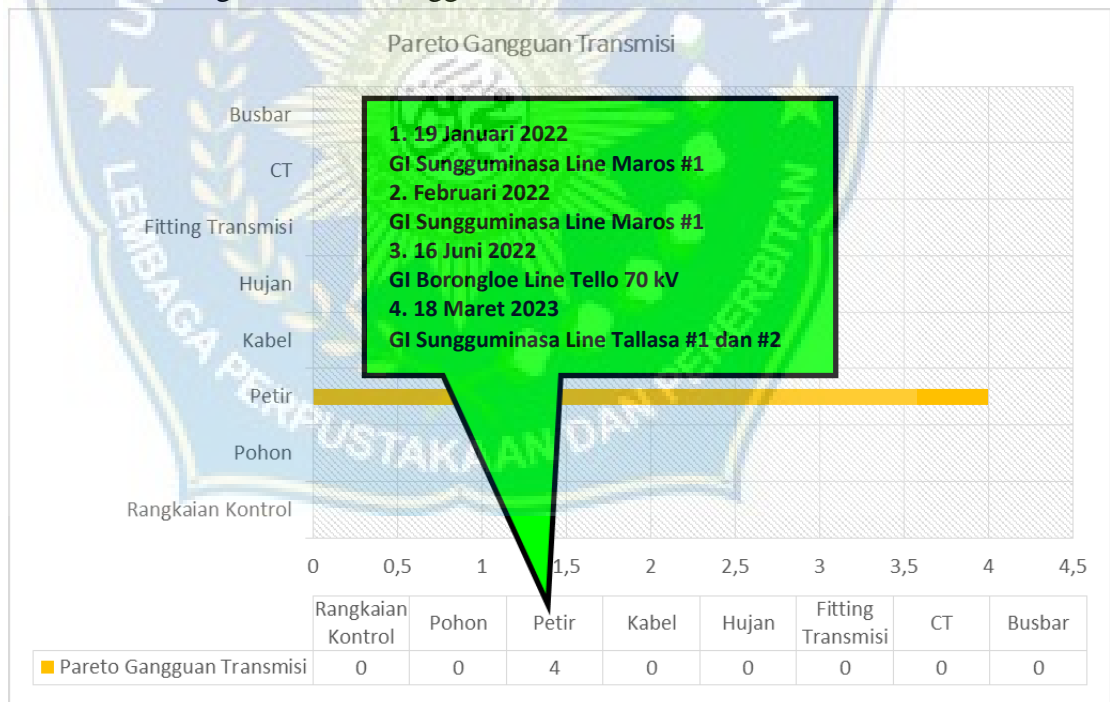 Pareto Gangguan Transmisi
Busbar
CT
Fitting Transmisi
Hujan
Kabel
Petir
Pohon
Rangkaian Kontrol
1. 19 Januari 2022
GI Sungguminasa Line Maros #1
2. Februari 2022
GI Sungguminasa Line Maros #1
3. 16 Juni 2022
GI Borongloe Line Tello 70 kV
4. 18 Maret 2023
GI Sungguminasa Line Tallasa #1 dan #2
0 0,5 1 1,5 2 2,5 3 3,5 4 4,5
Rangkaian Kontrol Pohon Petir Kabel Hujan Fitting Transmisi CT Busbar
Pareto Gangguan Transmisi 0 0 4 0 0 0 0 0
LEMBAGA PERPUSTAKAAN DAN PENERBITAN